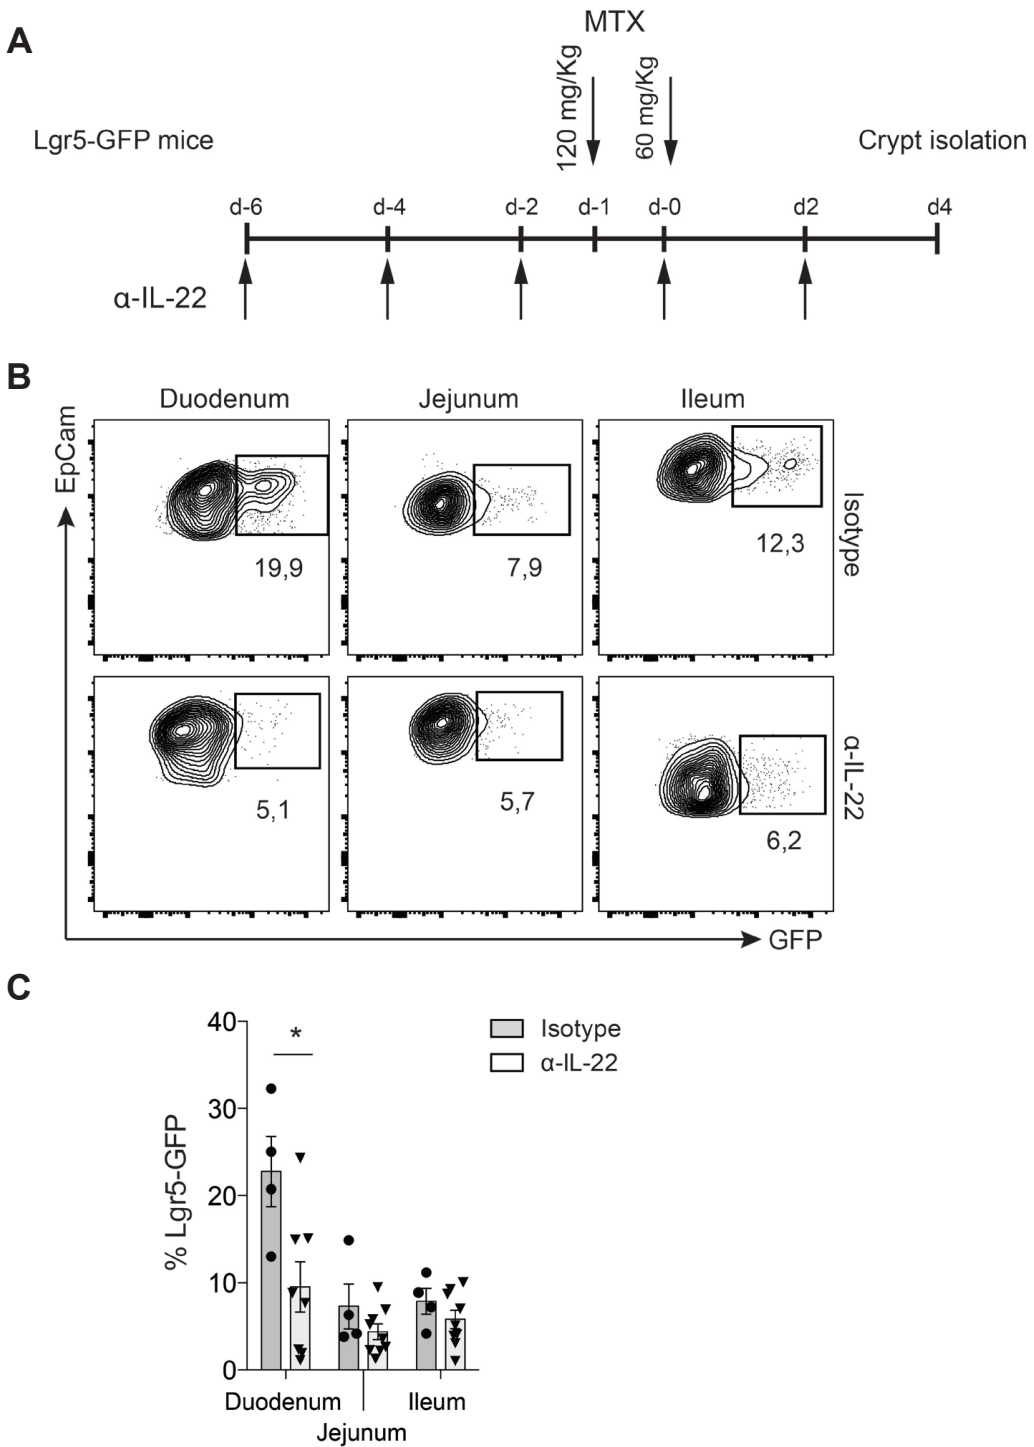 A
MTX
120 mg/Kg
60 mg/Kg
Lgr5-GFP mice
Crypt isolation
d-6 d-4 d-2 d-1 d-0 d2 d4
α-IL-22
B
Duodenum Jejunum Ileum
EpCam
Isotype
19,9 7,9 12,3
α-IL-22
5,1 5,7 6,2
GFP
C
40
*
Isotype
α-IL-22
30
% Lgr5-GFP
20
10
0
Duodenum Ileum
Jejunum